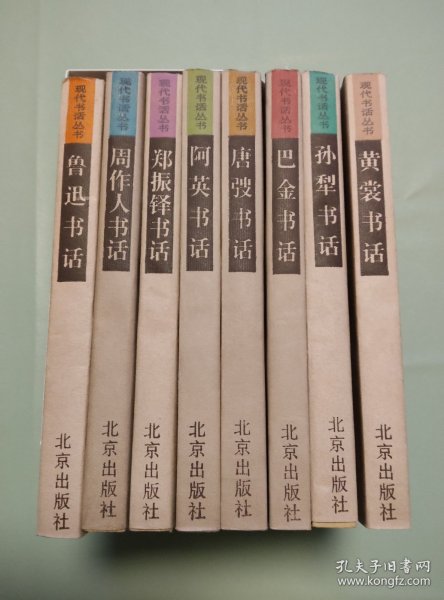 现代书话丛书
鲁迅书话
北京出版社
现代书话丛书
周作人书话
北京出版社
现代书话丛书
郑振铎书话
北京出版社
现代书话丛书
阿英书话
北京出版社
现代书话丛书
唐弢书话
北京出版社
现代书话丛书
巴金书话
北京出版社
现代书话丛书
孙犁书话
北京出版社
现代书话丛书
黄裳书话
北京出版社
孔夫子旧书网
www.kongfz.com